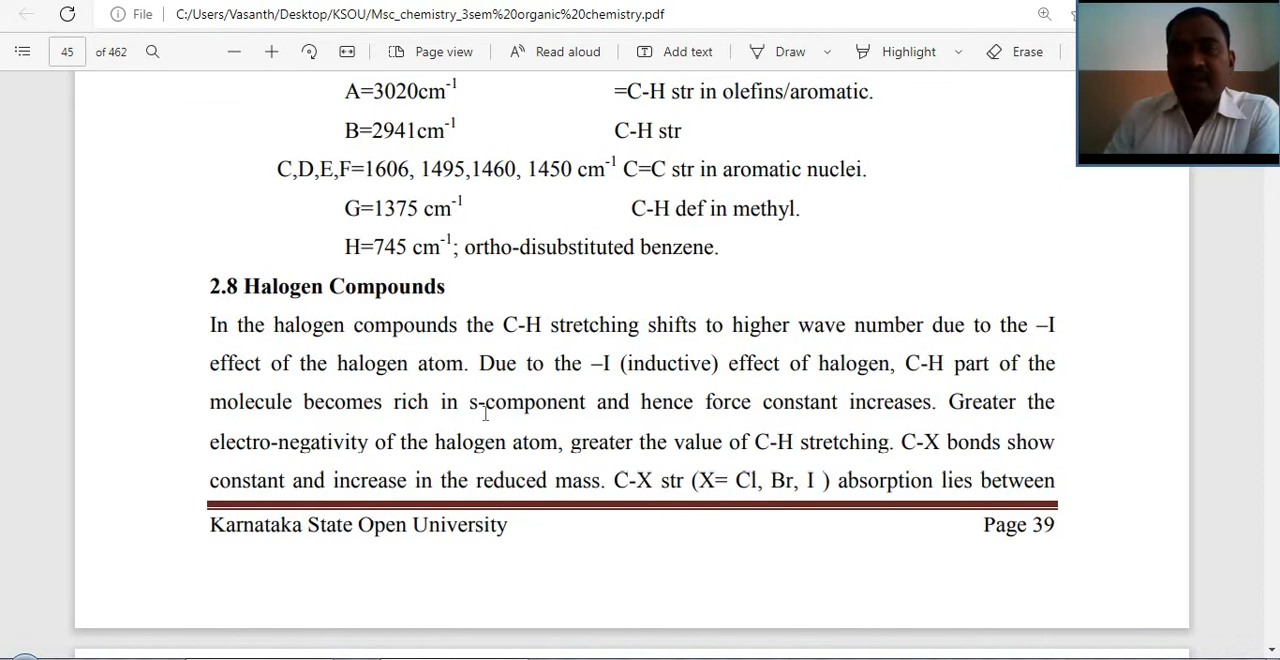 File
C:/Users/Vasanth/Desktop/KSOU/Msc_chemistry_3sem%20organic%20chemistry.pdf
45 of 462
Page view
Read aloud
Add text
Draw
Highlight
Erase
A=3020cm⁻¹ =C-H str in olefins/aromatic.
B=2941cm⁻¹ C-H str
C,D,E,F=1606, 1495,1460, 1450 cm⁻¹ C=C str in aromatic nuclei.
G=1375 cm⁻¹ C-H def in methyl.
H=745 cm⁻¹; ortho-disubstituted benzene.
2.8 Halogen Compounds
In the halogen compounds the C-H stretching shifts to higher wave number due to the –I
effect of the halogen atom. Due to the –I (inductive) effect of halogen, C-H part of the
molecule becomes rich in s-component and hence force constant increases. Greater the
electro-negativity of the halogen atom, greater the value of C-H stretching. C-X bonds show
constant and increase in the reduced mass. C-X str (X= Cl, Br, I ) absorption lies between
Karnataka State Open University Page 39